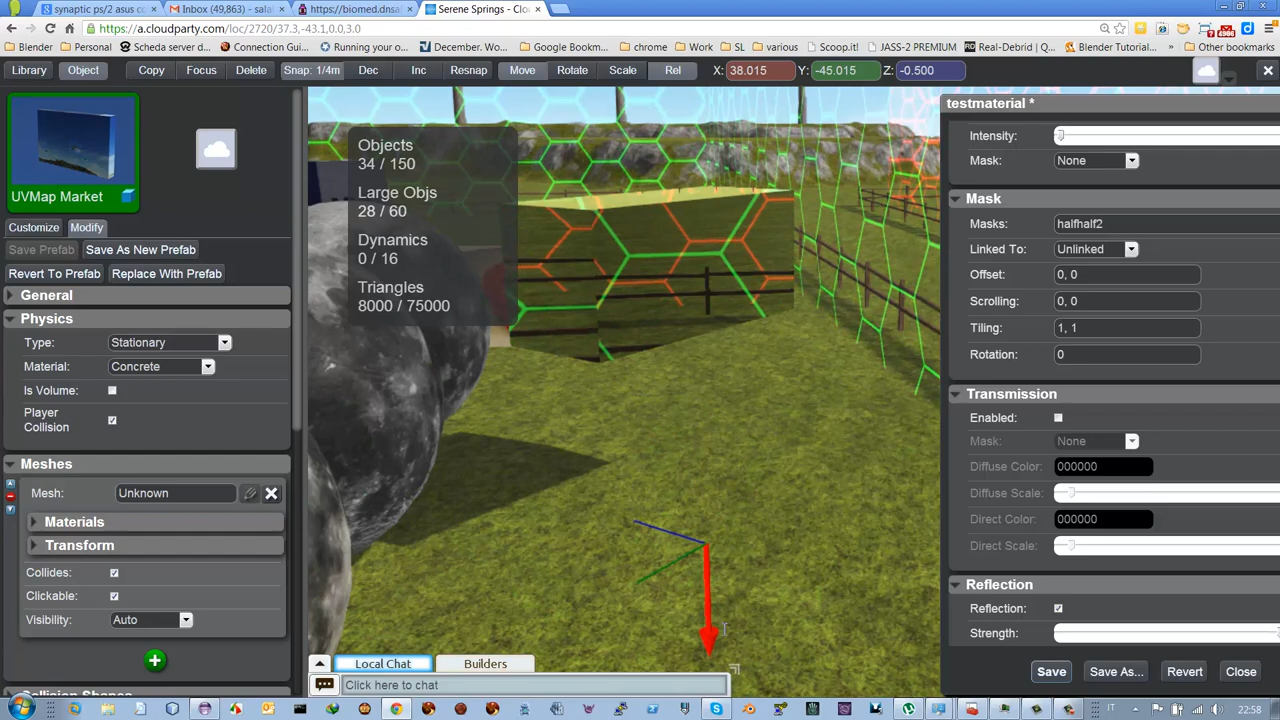 synaptic ps/2 asus co
Inbox (49,863) - salal
https://biomed.dnsal
Serene Springs - Clou
https://a.cloudparty.com/loc/2720/37.3,-43.1,0.0,3.0
Blender
Personal
Scheda server d...
Connection Gui...
Running 0.0.0.0
December. Wo...
Google Bookm...
chrome
Work
SL
various
Scoop.it!
JASS-2 PREMIUM
Real-Debrid | Q...
Blender Tutorial...
Other bookmarks
Library Object Copy Focus Delete Snap: 1/4m Dec Inc Resnap Move Rotate Scale Rel X: 38.015 Y: -45.015 Z: -0.500
UVMap Market
Customize Modify
Save Prefab Save As New Prefab
Revert To Prefab Replace With Prefab
General
Physics
Type: Stationary
Material: Concrete
Is Volume:
Player
Collision
Meshes
Mesh: Unknown
Materials
Transform
Collides:
Clickable:
Visibility: Auto
Collision Shapes
Objects
34 / 150
Large Objs
28 / 60
Dynamics
0 / 16
Triangles
8000 / 75000
Local Chat Builders
Click here to chat
testmaterial *
Intensity:
Mask: None
Mask
Masks: halfhalf2
Linked To: Unlinked
Offset: 0, 0
Scrolling: 0, 0
Tiling: 1, 1
Rotation: 0
Transmission
Enabled:
Mask: None
Diffuse Color: 000000
Diffuse Scale:
Direct Color: 000000
Direct Scale:
Reflection
Reflection:
Strength:
Save Save As... Revert Close
IT 22:58